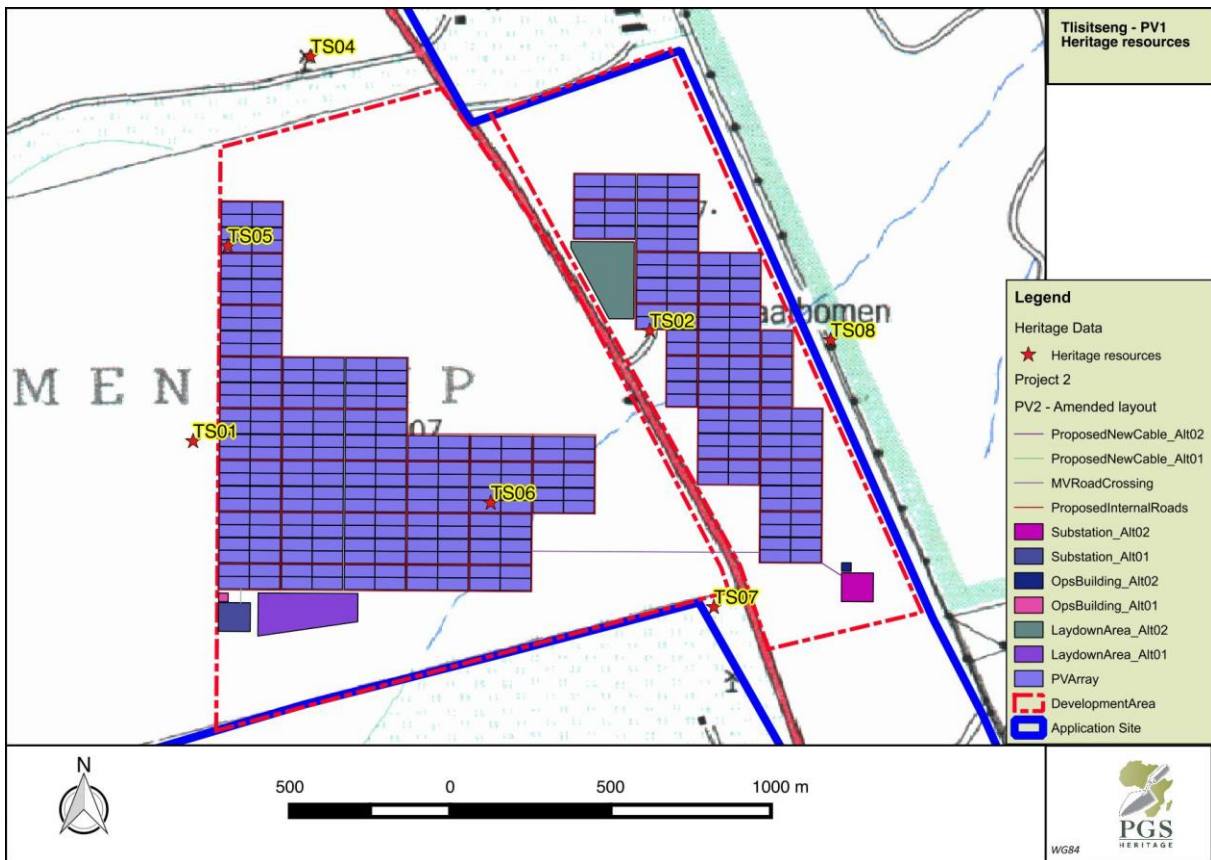 Tlisitseng - PV1
Heritage resources
TS04
TS05
TS02
aalbomen
TS08
M E N
P
TS01
07
TS06
TS07
Legend
Heritage Data
Heritage resources
Project 2
PV2 - Amended layout
ProposedNewCable_Alt02
ProposedNewCable_Alt01
MVRoadCrossing
ProposedInternalRoads
Substation_Alt02
Substation_Alt01
OpsBuilding_Alt02
OpsBuilding_Alt01
LaydownArea_Alt02
LaydownArea_Alt01
PVArray
DevelopmentArea
Application Site
N
500 0 500 1000 m
PGS
HERITAGE
WG84